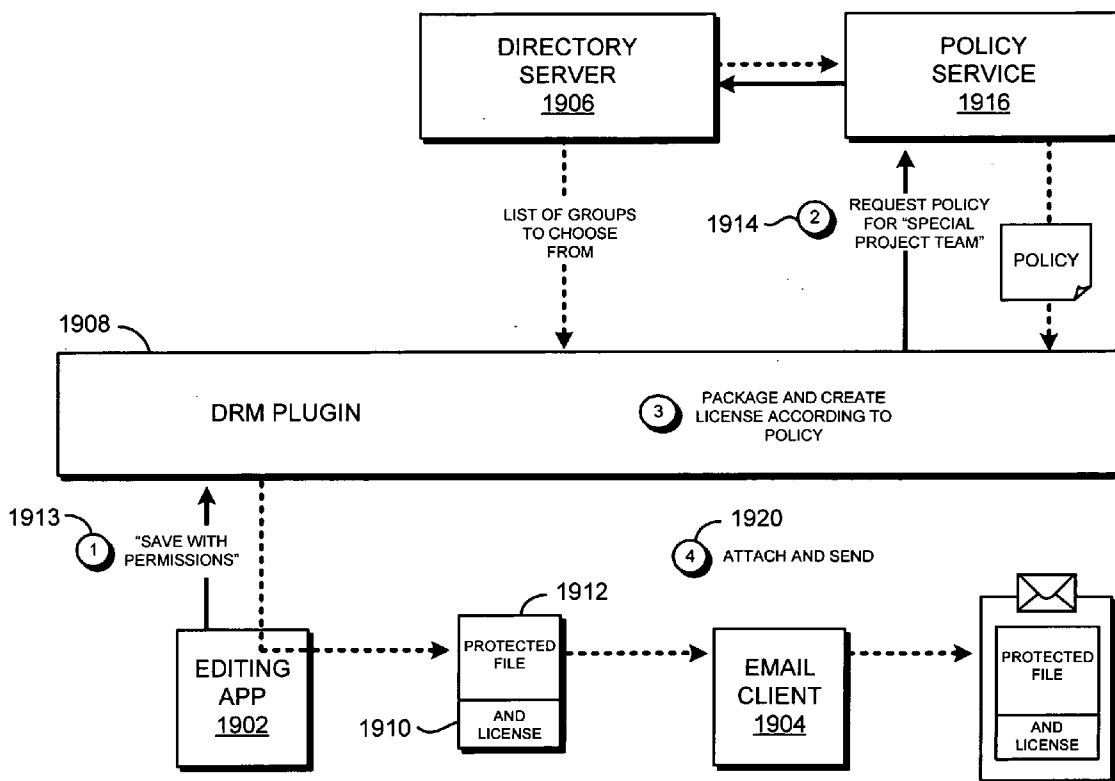 DIRECTORY
SERVER
1906
POLICY
SERVICE
1916
LIST OF GROUPS
TO CHOOSE
FROM
1914
2
REQUEST POLICY
FOR "SPECIAL
PROJECT TEAM"
POLICY
1908
DRM PLUGIN
3
PACKAGE AND CREATE
LICENSE ACCORDING TO
POLICY
1913
1
"SAVE WITH
PERMISSIONS"
1920
4
ATTACH AND SEND
1912
EDITING
APP
1902
PROTECTED
FILE
1910
AND
LICENSE
EMAIL
CLIENT
1904
PROTECTED
FILE
AND
LICENSE